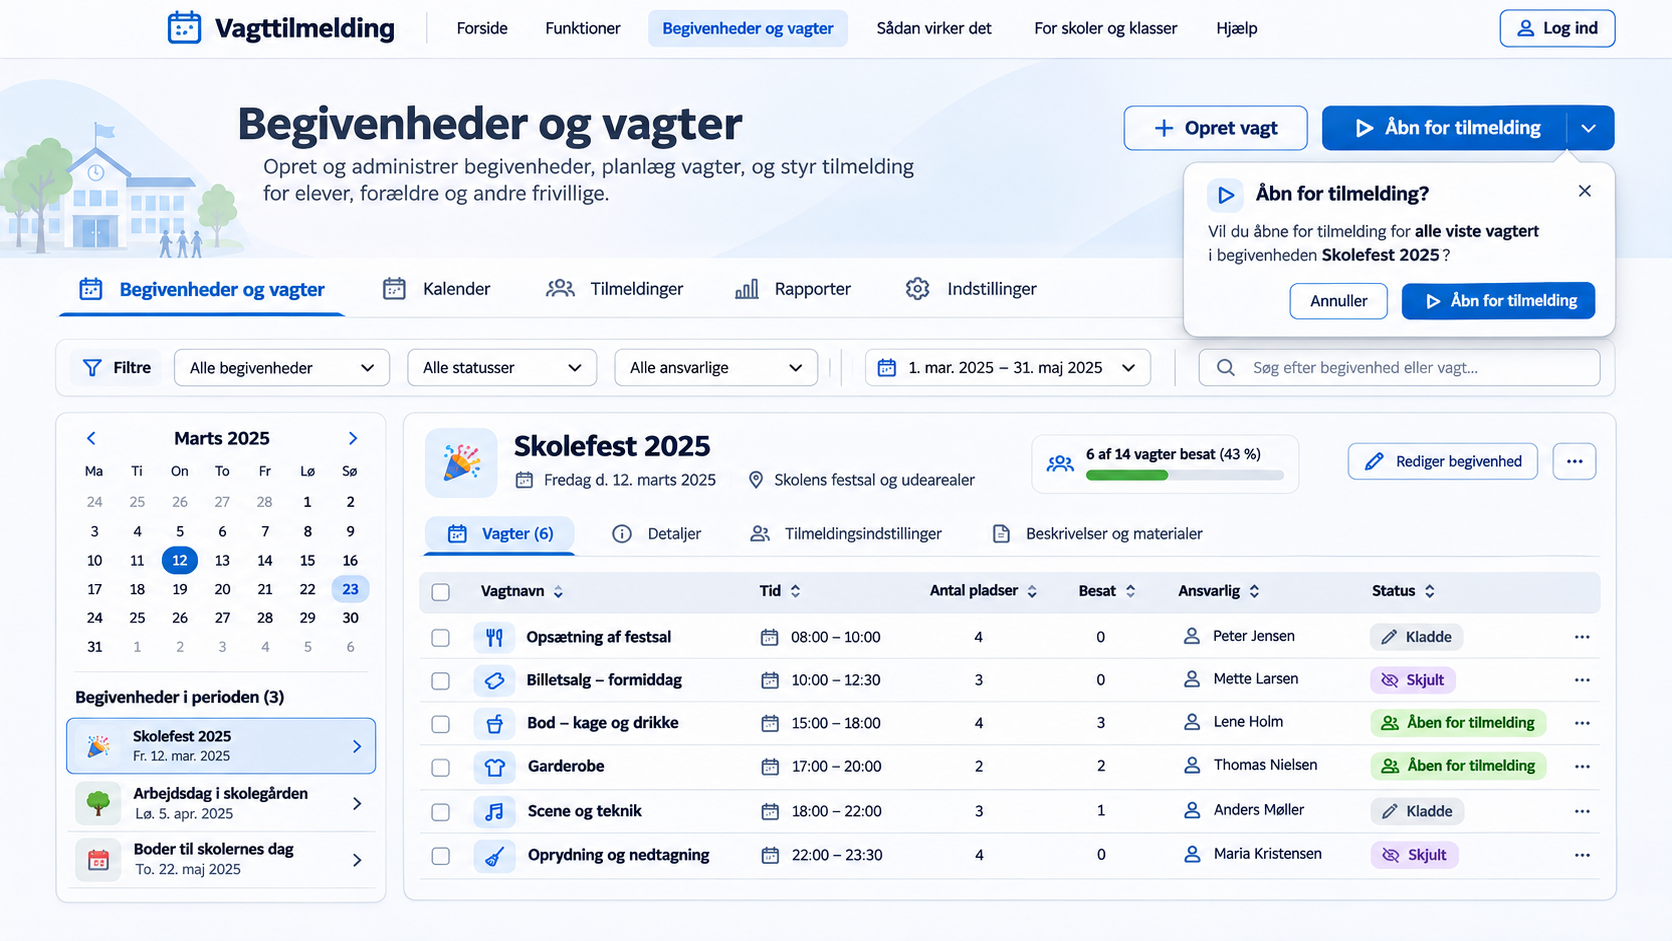 Vagttilmelding
Forside
Funktioner
Begivenheder og vagter
Sådan virker det
For skoler og klasser
Hjælp
Log ind
Begivenheder og vagter
Opret og administrer begivenheder, planlæg vagter, og styr tilmelding
for elever, forældre og andre frivillige.
Opret vagt
Åbn for tilmelding
Åbn for tilmelding?
Vil du åbne for tilmelding for alle viste vagtert
i begivenheden Skolefest 2025?
Annuller
Åbn for tilmelding
Begivenheder og vagter
Kalender
Tilmeldinger
Rapporter
Indstillinger
Filtre
Alle begivenheder
Alle statusser
Alle ansvarlige
1. mar. 2025 – 31. maj 2025
Søg efter begivenhed eller vagt...
Marts 2025
Ma Ti On To Fr Lø Sø
24 25 26 27 28 1 2
3 4 5 6 7 8 9
10 11 12 13 14 15 16
17 18 19 20 21 22 23
24 25 26 27 28 29 30
31 1 2 3 4 5 6
Begivenheder i perioden (3)
Skolefest 2025
Fr. 12. mar. 2025
Arbejdsdag i skolegården
Lø. 5. apr. 2025
Boder til skolernes dag
To. 22. maj 2025
Skolefest 2025
Fredag d. 12. marts 2025
Skolens festsal og udearealer
6 af 14 vagter besat (43 %)
Rediger begivenhed
Vagter (6)
Detaljer
Tilmeldingsindstillinger
Beskrivelser og materialer
Vagtnavn Tid Antal pladser Besat Ansvarlig Status
Opsætning af festsal 08:00 – 10:00 4 0 Peter Jensen Kladde
Billetsalg – formiddag 10:00 – 12:30 3 0 Mette Larsen Skjult
Bod – kage og drikke 15:00 – 18:00 4 3 Lene Holm Åben for tilmelding
Garderobe 17:00 – 20:00 2 2 Thomas Nielsen Åben for tilmelding
Scene og teknik 18:00 – 22:00 3 1 Anders Møller Kladde
Oprydning og nedtagning 22:00 – 23:30 4 0 Maria Kristensen Skjult